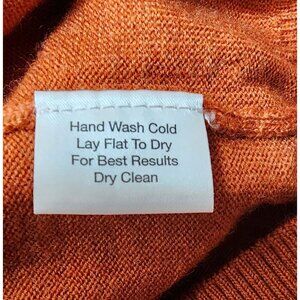 Hand Wash Cold
Lay Flat To Dry
For Best Results
Dry Clean